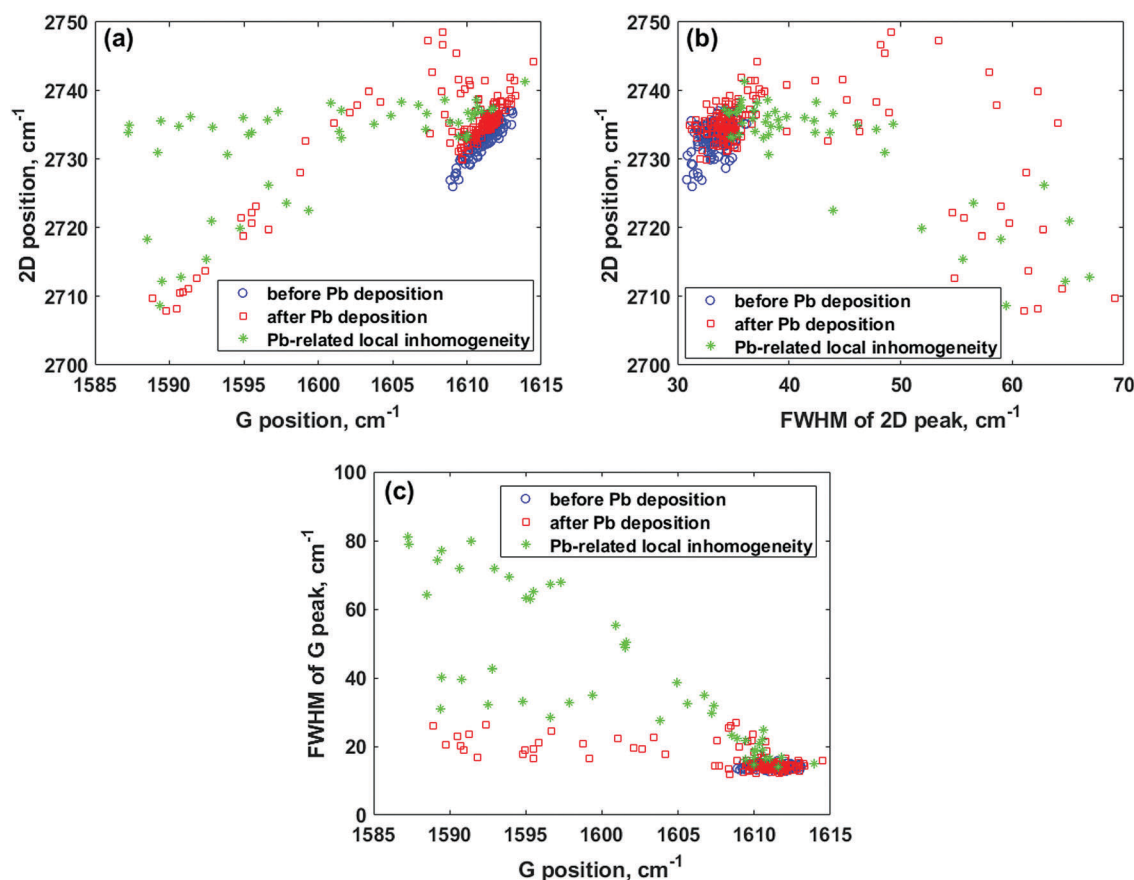 (a)
2D position, cm⁻¹
2750
2740
2730
2720
2710
2700
before Pb deposition
after Pb deposition
Pb-related local inhomogeneity
1585 1590 1595 1600 1605 1610 1615
G position, cm⁻¹
(b)
2D position, cm⁻¹
2750
2740
2730
2720
2710
2700
before Pb deposition
after Pb deposition
Pb-related local inhomogeneity
30 40 50 60 70
FWHM of 2D peak, cm⁻¹
(c)
FWHM of G peak, cm⁻¹
100
80
60
40
20
0
before Pb deposition
after Pb deposition
Pb-related local inhomogeneity
1585 1590 1595 1600 1605 1610 1615
G position, cm⁻¹